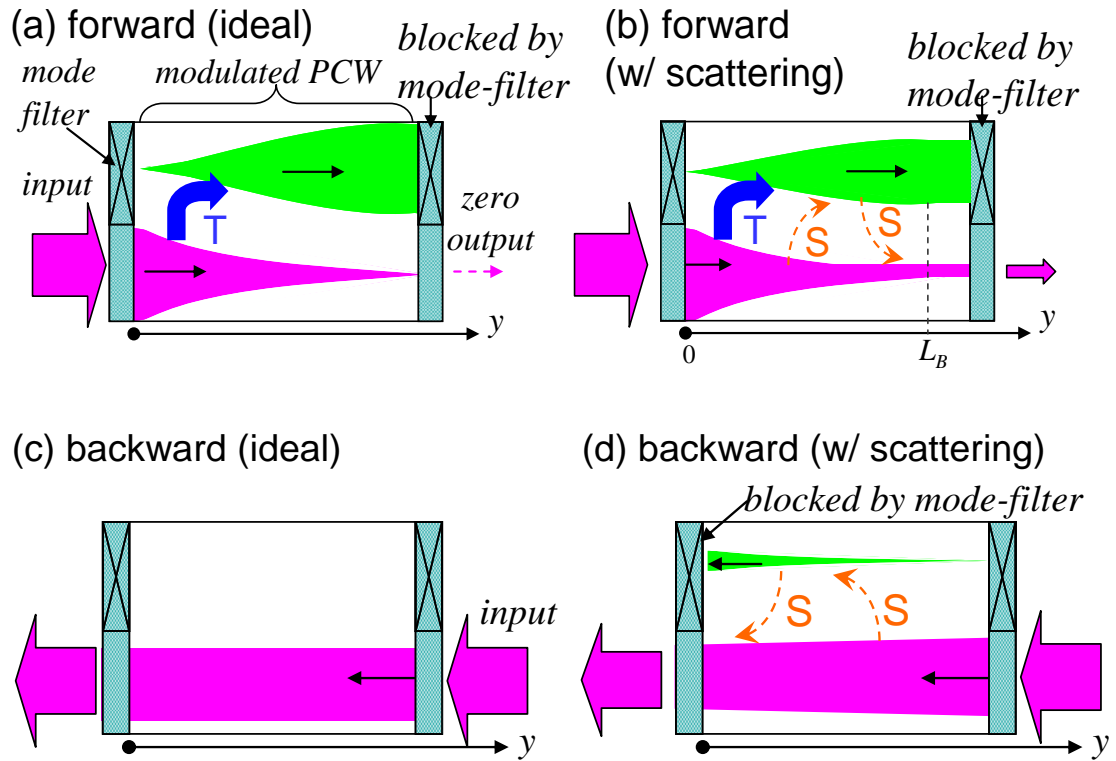 (a) forward (ideal)
mode
filter
modulated PCW
blocked by
mode-filter
input
T
zero
output
y
(b) forward
(w/ scattering)
blocked by
mode-filter
T
S
S
y
0
L_B
(c) backward (ideal)
input
y
(d) backward (w/ scattering)
blocked by mode-filter
S
S
y